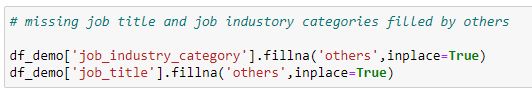 # missing job title and job industory categories filled by others
df_demo['job_industry_category'].fillna('others',inplace=True)
df_demo['job_title'].fillna('others',inplace=True)